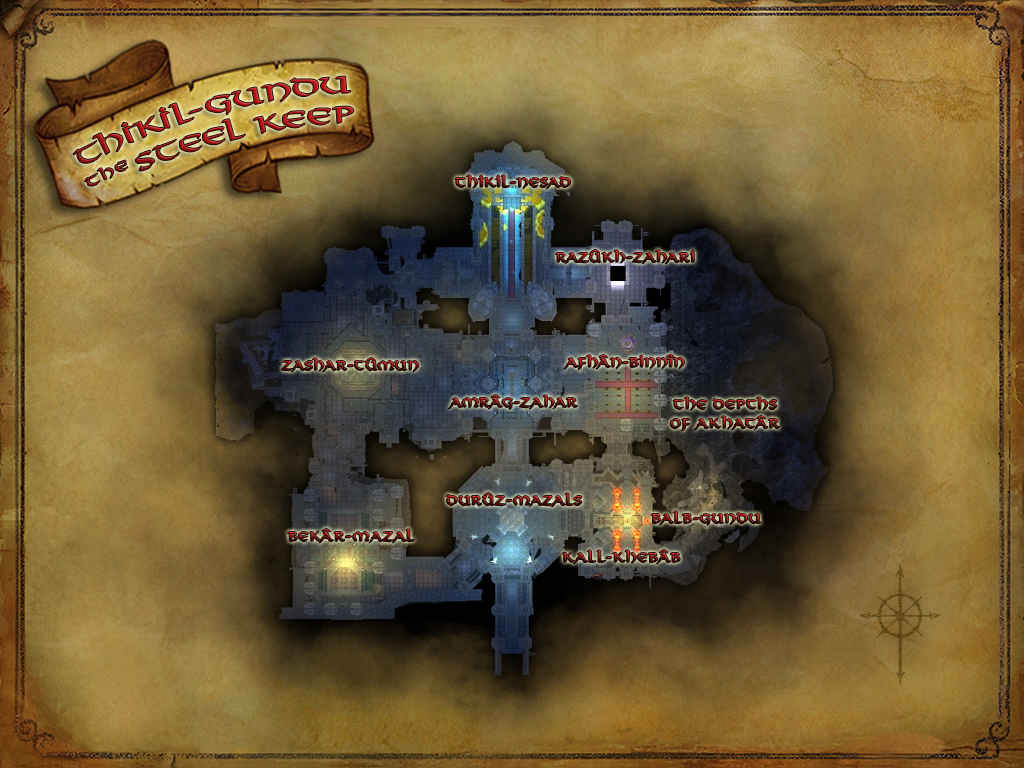 Thikil-Gundu
the Steel Keep
Thikil-Nesad
Razûkh-Zahari
Zashar-Tûmun
Afhân-Binnîn
Amrâg-Zahár
The Depths
of Akhatâr
Durûz-Mazals
Balb-Gundu
Bekâr-Mazal
Kall-Khebâb